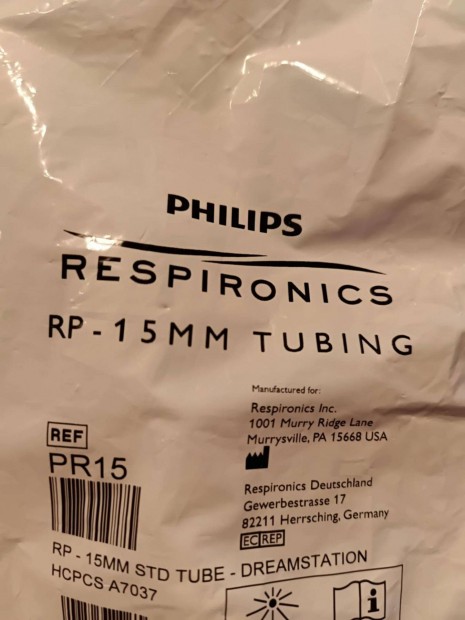 PHILIPS
RESPIRONICS
RP - 15MM TUBING
Manufactured for:
Respironics Inc.
1001 Murry Ridge Lane
Murrysville, PA 15668 USA
REF
PR15
Respironics Deutschland
Gewerbestrasse 17
82211 Herrsching, Germany
EC REP
RP - 15MM STD TUBE - DREAMSTATION
HCPCS A7037
i